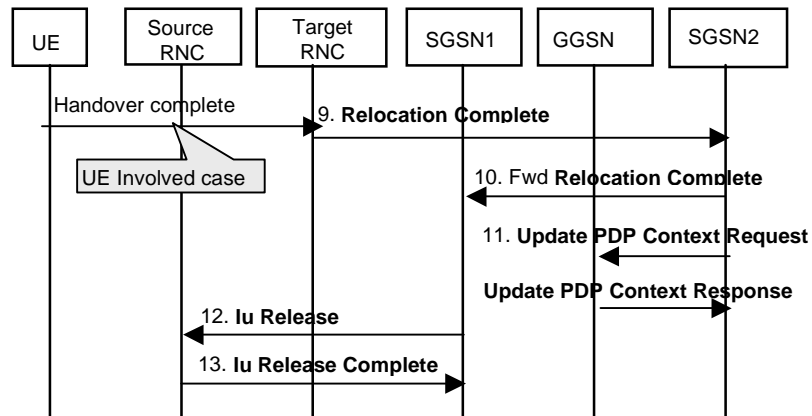 UE
Source
RNC
Target
RNC
SGSN1
GGSN
SGSN2
Handover complete
9. Relocation Complete
UE Involved case
10. Fwd Relocation Complete
11. Update PDP Context Request
Update PDP Context Response
12. Iu Release
13. Iu Release Complete